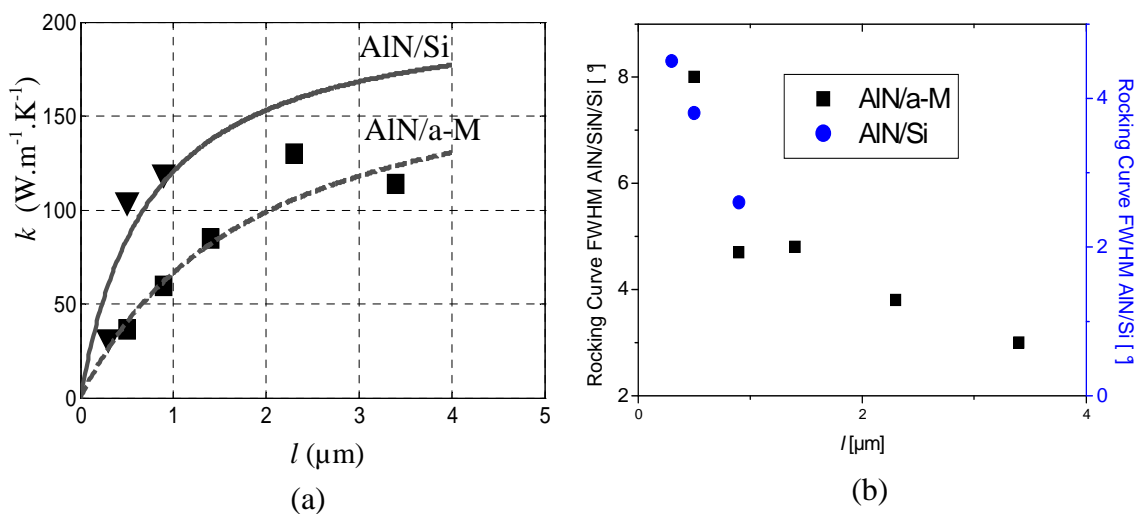 200
150
100
50
0
k (W.m⁻¹.K⁻¹)
AlN/Si
AlN/a-M
0 1 2 3 4 5
l (µm)
(a)
8
6
4
2
Rocking Curve FWHM AlN/SiN/Si [°]
AlN/a-M
AlN/Si
4
2
0
Rocking Curve FWHM AlN/Si [°]
0 2 4
l [µm]
(b)